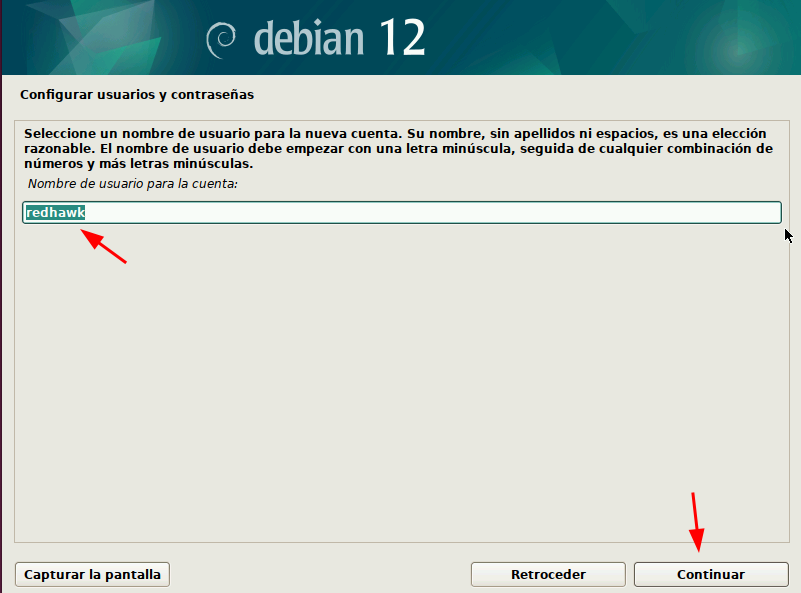 debian 12
Configurar usuarios y contraseñas
Seleccione un nombre de usuario para la nueva cuenta. Su nombre, sin apellidos ni espacios, es una elección
razonable. El nombre de usuario debe empezar con una letra minúscula, seguida de cualquier combinación de
números y más letras minúsculas.
Nombre de usuario para la cuenta:
redhawk
Capturar la pantalla
Retroceder
Continuar